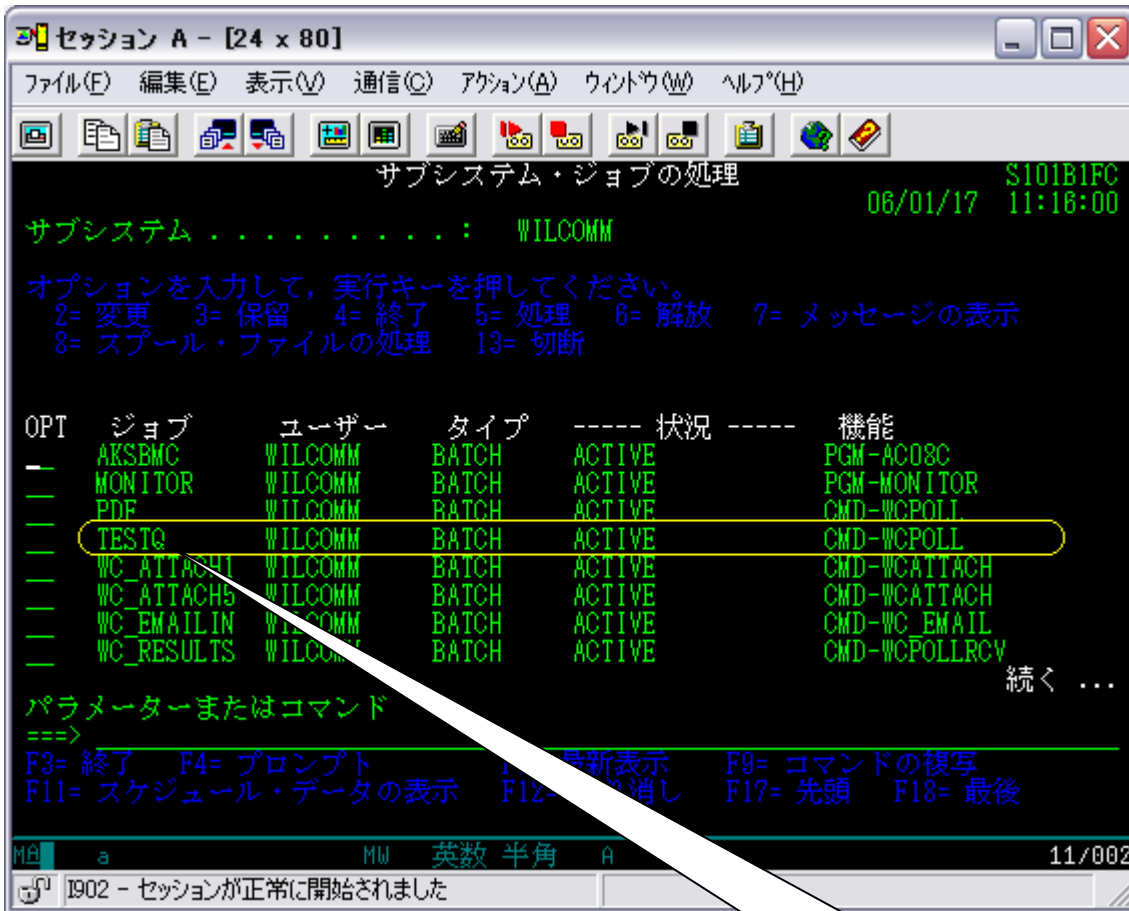 セッション A - [24 x 80]
ファイル(F) 編集(E) 表示(V) 通信(C) アクション(A) ウィンドウ(W) ヘルプ(H)
サブシステム・ジョブの処理 S101B1FC
06/01/17 11:16:00
サブシステム . . . . . . . . . . : WILCOMM
オプションを入力して, 実行キーを押してください。
2= 変更 3= 保留 4= 終了 5= 処理 6= 解放 7= メッセージの表示
8= スプール・ファイルの処理 13= 切断
OPT ジョブ ユーザー タイプ ----- 状況 ----- 機能
AKSBMC WILCOMM BATCH ACTIVE PGM-AC08C
MONITOR WILCOMM BATCH ACTIVE PGM-MONITOR
PDF WILCOMM BATCH ACTIVE CMD-WCPOLL
TESTQ WILCOMM BATCH ACTIVE CMD-WCPOLL
WC_ATTACH1 WILCOMM BATCH ACTIVE CMD-WCATTACH
WC_ATTACH5 WILCOMM BATCH ACTIVE CMD-WCATTACH
WC_EMAILIN WILCOMM BATCH ACTIVE CMD-WC_EMAIL
WC_RESULTS WILCOMM BATCH ACTIVE CMD-WCPOLLRCV
続く ...
パラメーターまたはコマンド
===>
F3= 終了 F4= プロンプト 最新表示 F9= コマンドの複写
F11= スケジュール・データの表示 F12= 消し F17= 先頭 F18= 最後
MA a MW 英数 半角 A 11/002
I902 - セッションが正常に開始されました